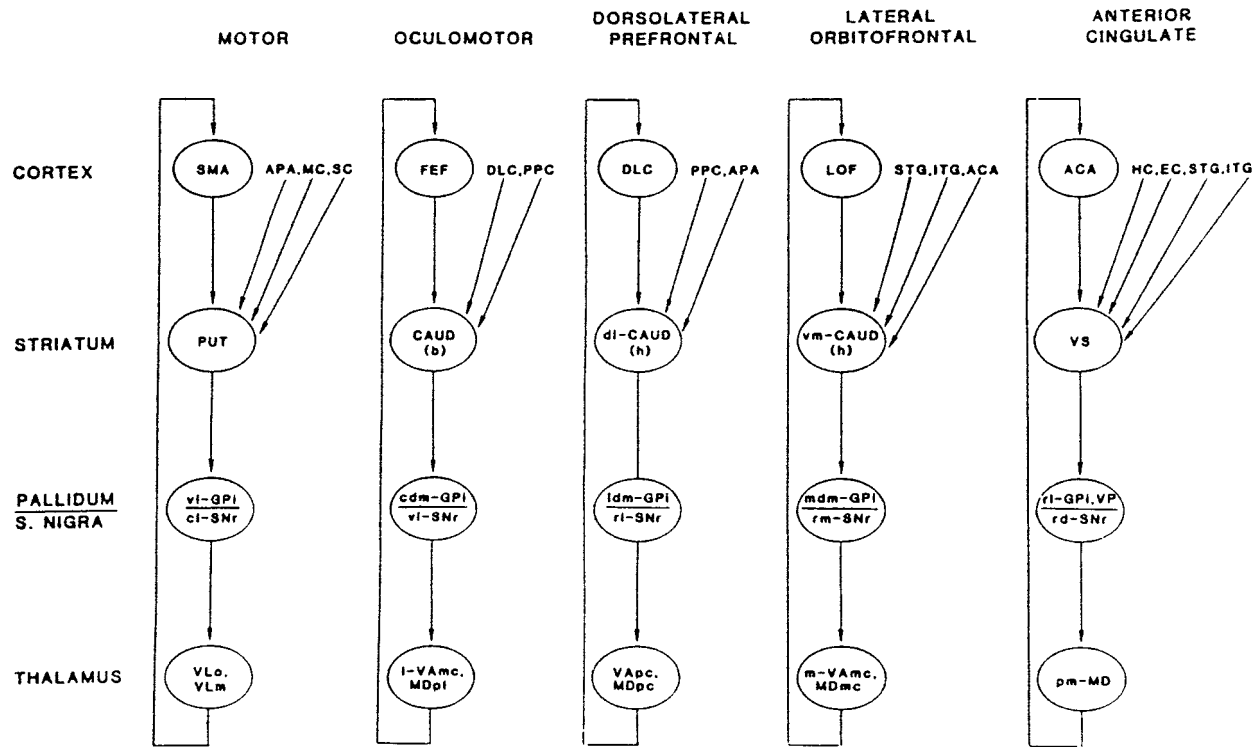 MOTOR
OCULOMOTOR
DORSOLATERAL
PREFRONTAL
LATERAL
ORBITOFRONTAL
ANTERIOR
CINGULATE
CORTEX
SMA
APA,MC,SC
FEF
DLC,PPC
DLC
PPC,APA
LOF
STG,ITG,ACA
ACA
HC,EC,STG,ITG
STRIATUM
PUT
CAUD
(b)
dl-CAUD
(h)
vm-CAUD
(h)
VS
PALLIDUM
S. NIGRA
vl-GPi
cl-SNr
cdm-GPi
vl-SNr
ldm-GPi
rl-SNr
mdm-GPi
rm-SNr
rl-GPi,VP
rd-SNr
THALAMUS
VLo,
VLm
l-VAmc,
MDpl
VApc,
MDpc
m-VAmc,
MDmc
pm-MD